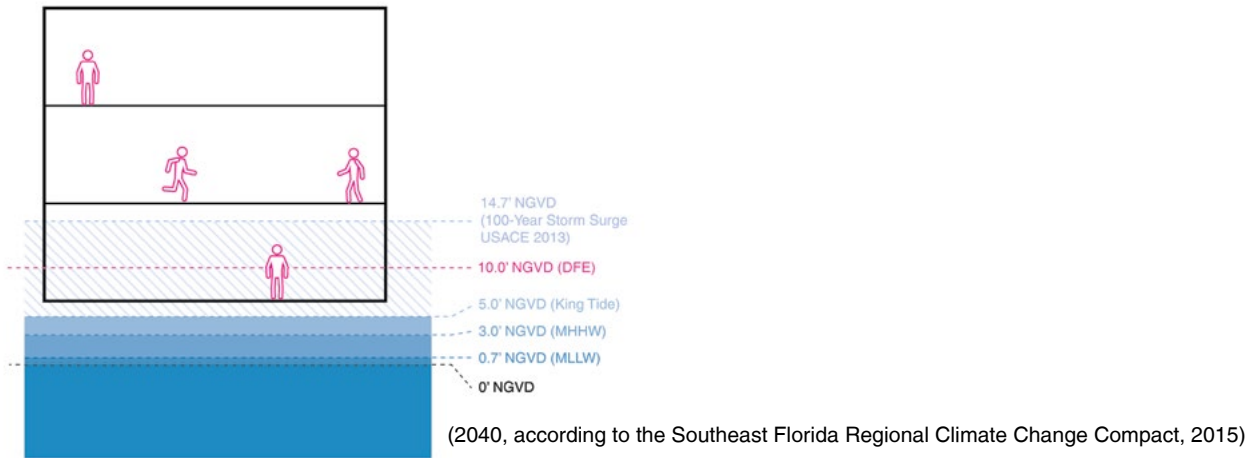 14.7' NGVD
(100-Year Storm Surge
USACE 2013)
10.0' NGVD (DFE)
5.0' NGVD (King Tide)
3.0' NGVD (MHHW)
0.7' NGVD (MLLW)
0' NGVD
(2040, according to the Southeast Florida Regional Climate Change Compact, 2015)